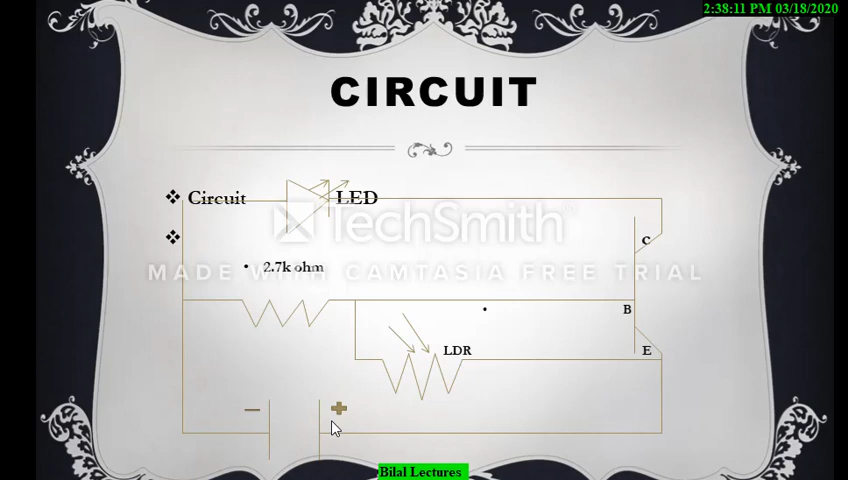 2:38:11 PM 03/18/2020
CIRCUIT
❖ Circuit
LED
❖
TechSmith®
C
• 2.7k ohm
MADE WITH CAMTASIA FREE TRIAL
•
B
LDR
E
Bilal Lectures